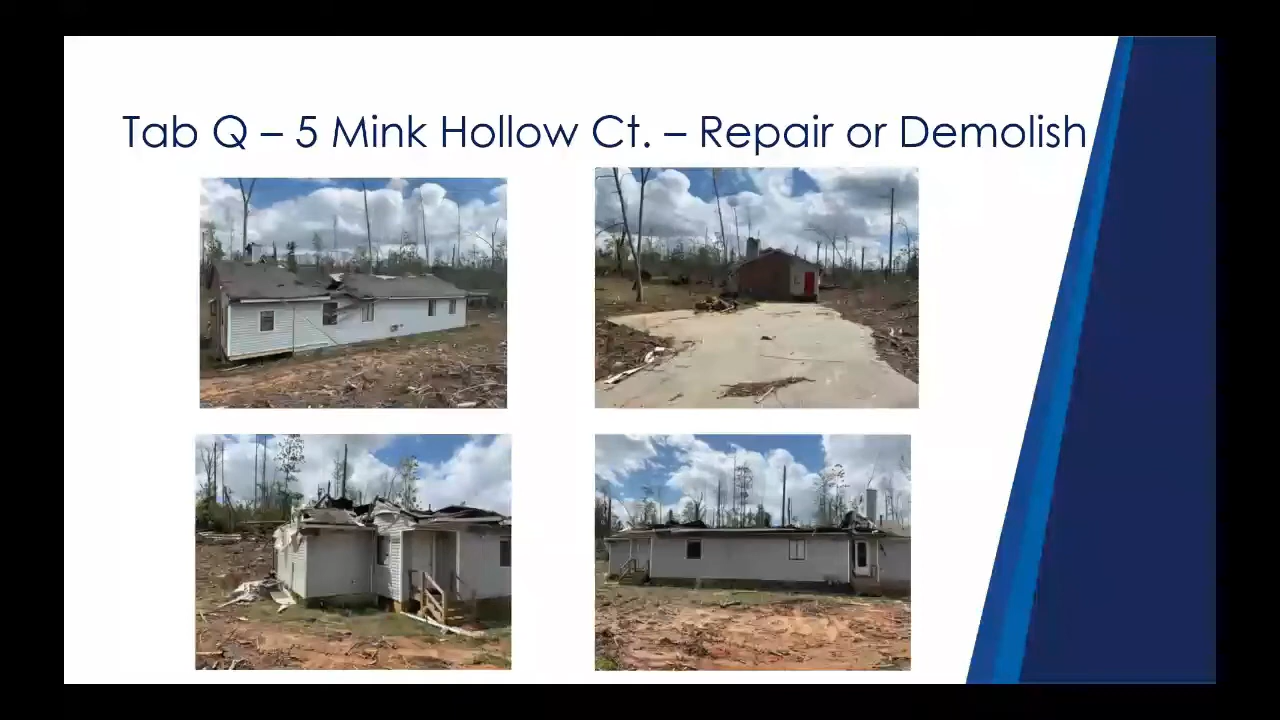 Tab Q – 5 Mink Hollow Ct. – Repair or Demolish